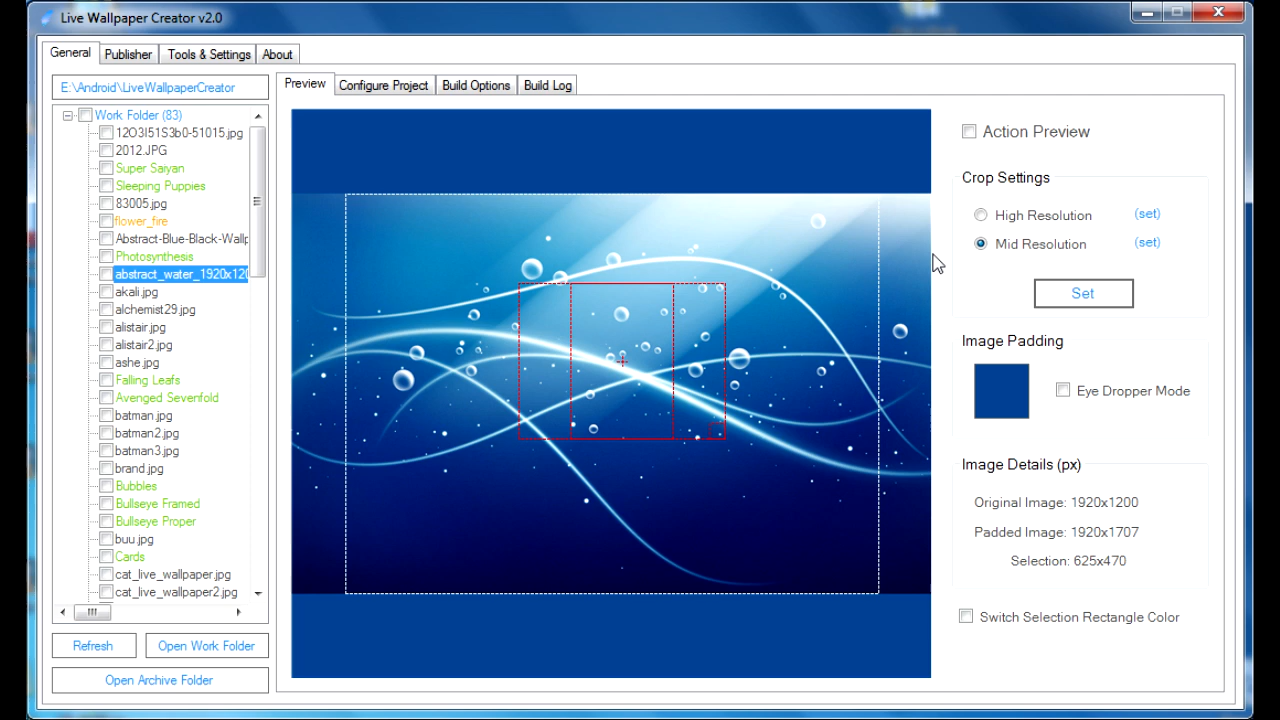 Live Wallpaper Creator v2.0
General
Publisher
Tools & Settings
About
E:\Android\LiveWallpaperCreator
Preview
Configure Project
Build Options
Build Log
Work Folder (83)
12O3I51S3b0-51015.jpg
2012.JPG
Super Saiyan
Sleeping Puppies
83005.jpg
flower_fire
Abstract-Blue-Black-Wallp
Photosynthesis
abstract_water_1920x120
akali.jpg
alchemist29.jpg
alistair.jpg
alistair2.jpg
ashe.jpg
Falling Leafs
Avenged Sevenfold
batman.jpg
batman2.jpg
batman3.jpg
brand.jpg
Bubbles
Bullseye Framed
Bullseye Proper
buu.jpg
Cards
cat_live_wallpaper.jpg
cat_live_wallpaper2.jpg
Refresh
Open Work Folder
Open Archive Folder
Action Preview
Crop Settings
High Resolution (set)
Mid Resolution (set)
Set
Image Padding
Eye Dropper Mode
Image Details (px)
Original Image: 1920x1200
Padded Image: 1920x1707
Selection: 625x470
Switch Selection Rectangle Color